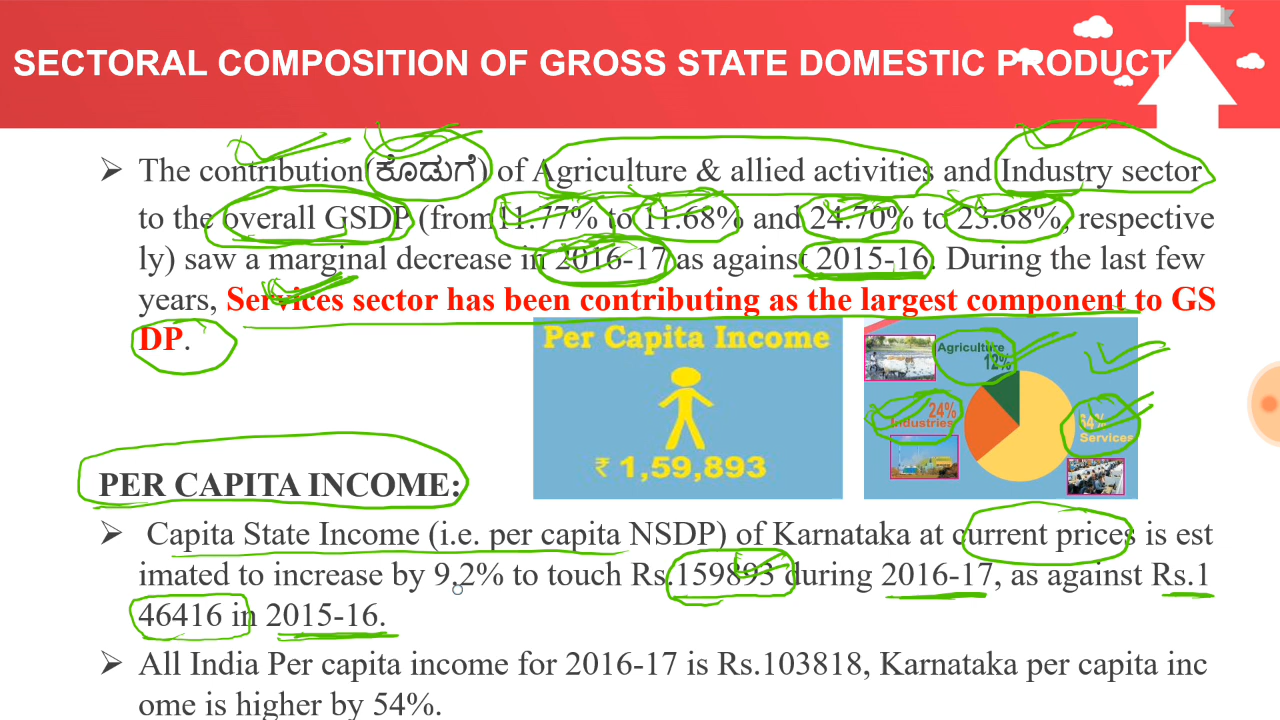 SECTORAL COMPOSITION OF GROSS STATE DOMESTIC PRODUCT
➢ The contribution(ಕೊಡುಗೆ) of Agriculture & allied activities and Industry sector
to the overall GSDP (from11.77% to 11.68% and 24.70% to 23.68%, respective
ly) saw a marginal decrease in 2016-17 as against 2015-16. During the last few
years, Services sector has been contributing as the largest component to GS
DP.
Per Capita Income
₹ 1,59,893
Agriculture
12%
24%
Industries
64%
Services
PER CAPITA INCOME:
➢ Capita State Income (i.e. per capita NSDP) of Karnataka at current prices is est
imated to increase by 9.2% to touch Rs.159893 during 2016-17, as against Rs.1
46416 in 2015-16.
➢ All India Per capita income for 2016-17 is Rs.103818, Karnataka per capita inc
ome is higher by 54%.